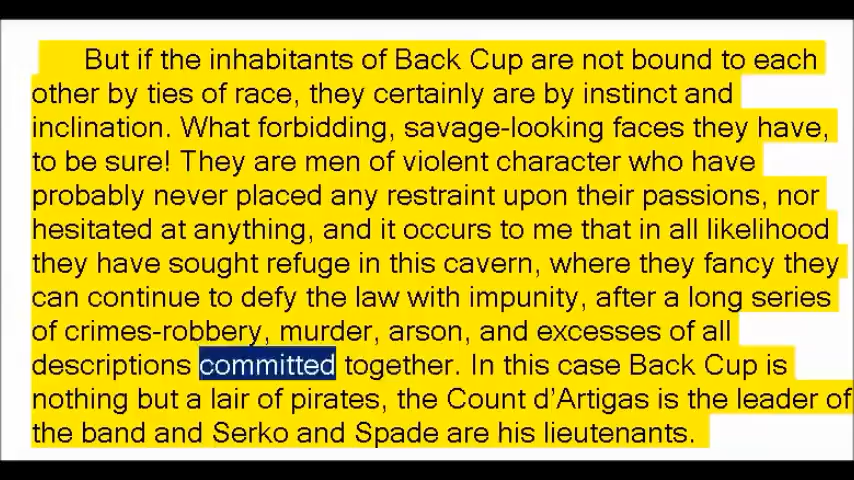 But if the inhabitants of Back Cup are not bound to each
other by ties of race, they certainly are by instinct and
inclination. What forbidding, savage-looking faces they have,
to be sure! They are men of violent character who have
probably never placed any restraint upon their passions, nor
hesitated at anything, and it occurs to me that in all likelihood
they have sought refuge in this cavern, where they fancy they
can continue to defy the law with impunity, after a long series
of crimes-robbery, murder, arson, and excesses of all
descriptions committed together. In this case Back Cup is
nothing but a lair of pirates, the Count d’Artigas is the leader of
the band and Serko and Spade are his lieutenants.